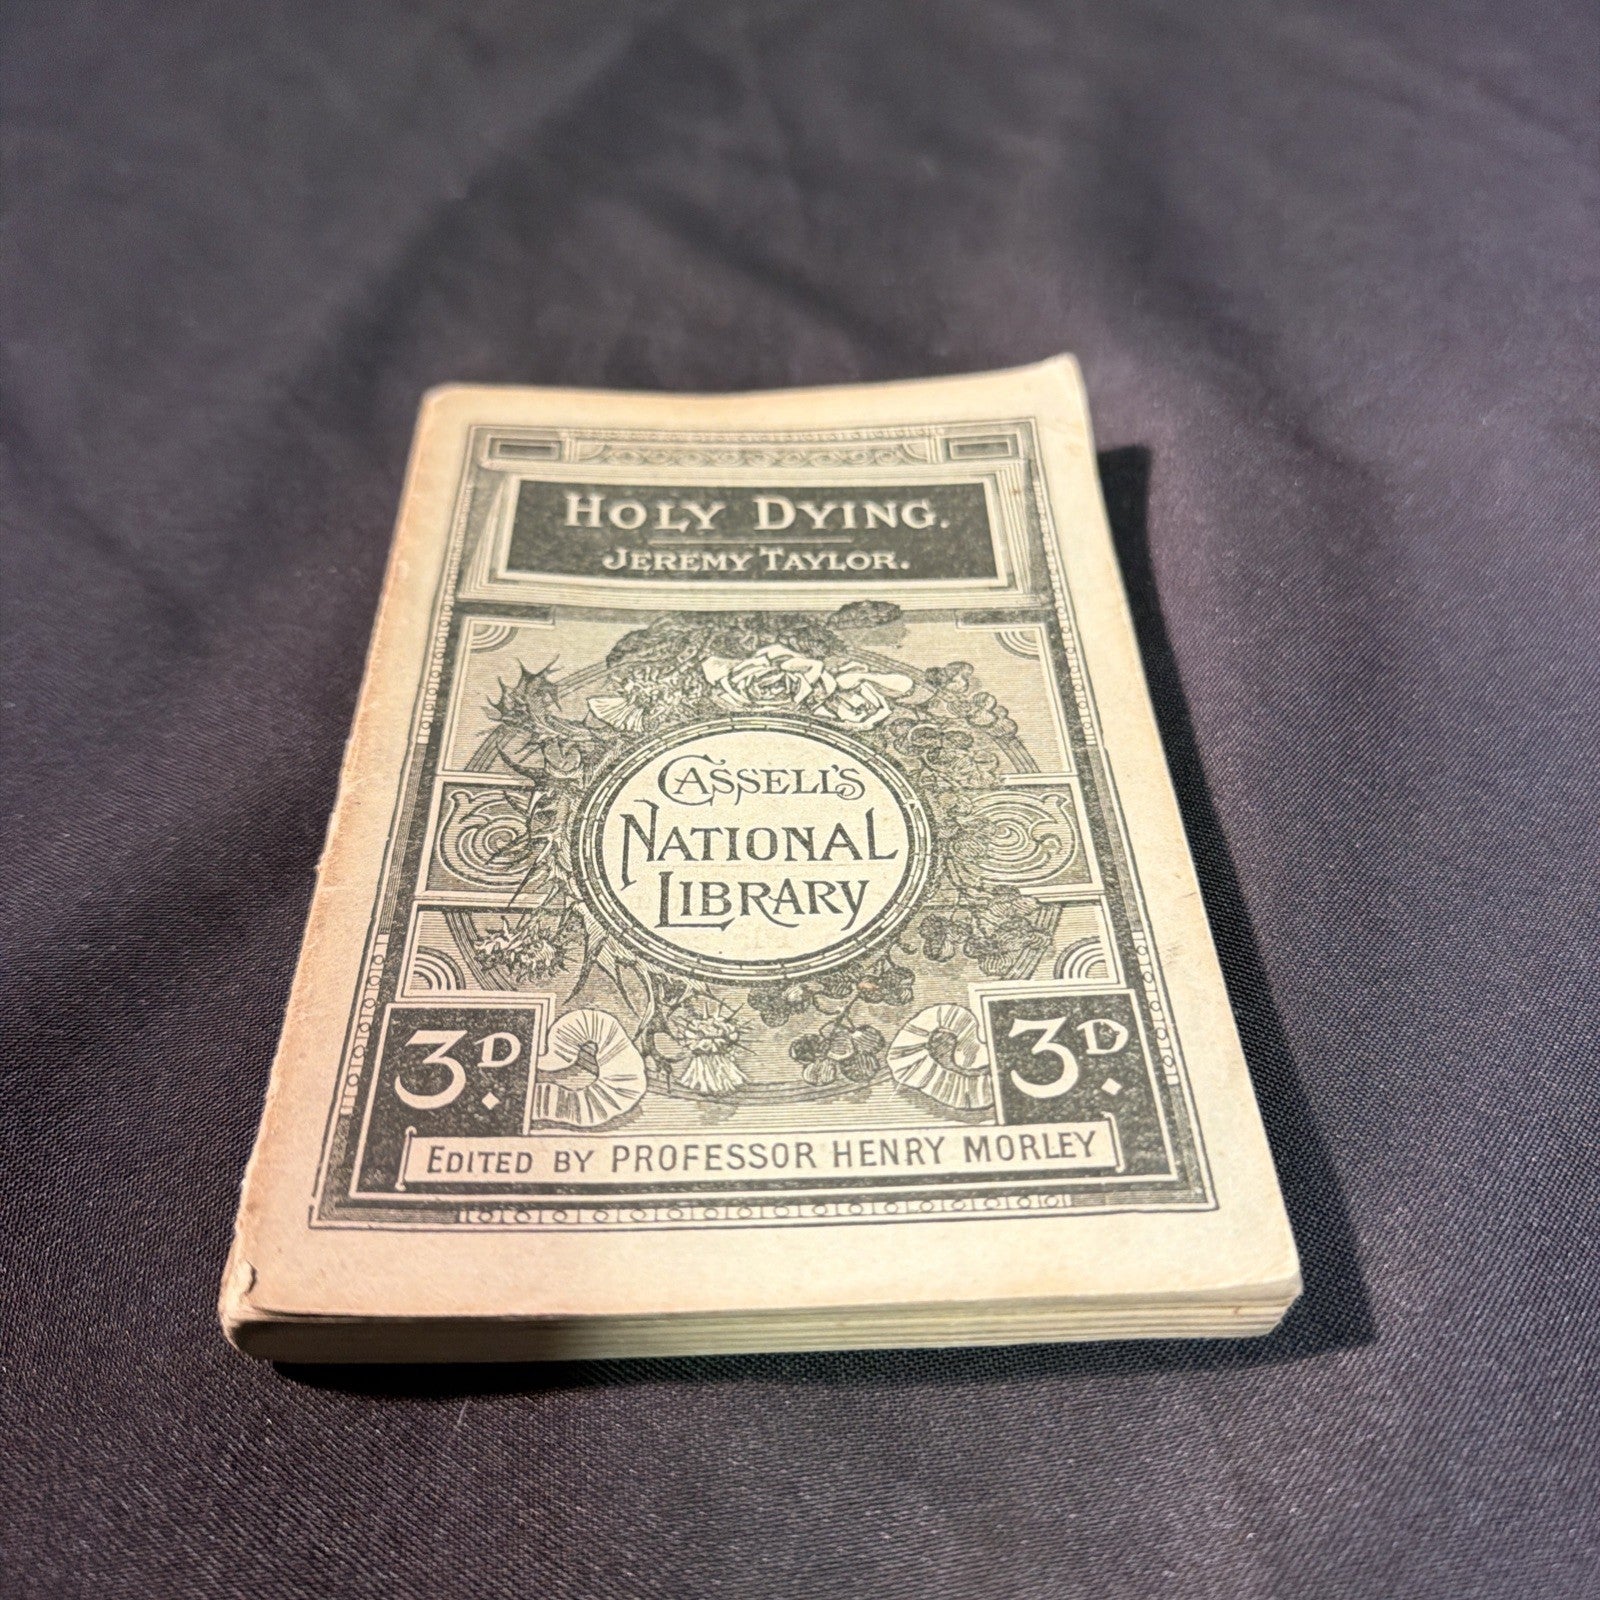 HOLY DYING.
JEREMY TAYLOR.
CASSELL'S
NATIONAL
LIBRARY
3D.
3D.
EDITED BY PROFESSOR HENRY MORLEY